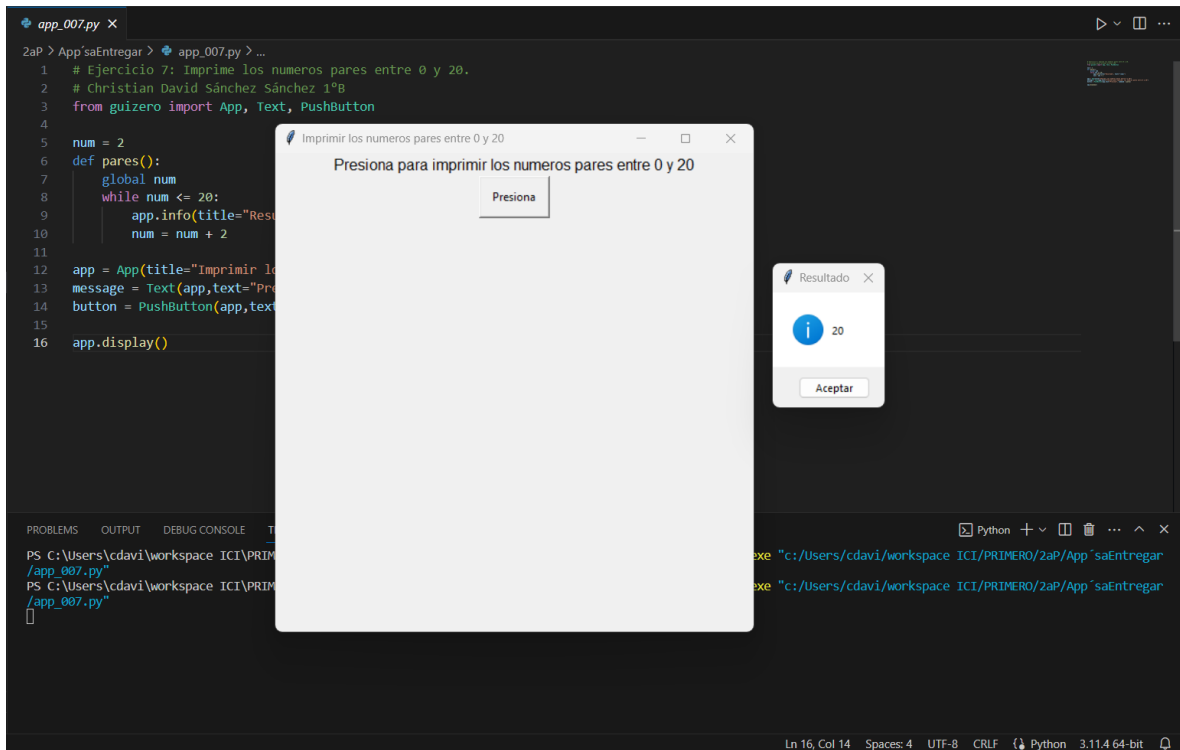 app_007.py
2aP > App´saEntregar > app_007.py > ...
1 # Ejercicio 7: Imprime los numeros pares entre 0 y 20.
2 # Christian David Sánchez Sánchez 1°B
3 from guizero import App, Text, PushButton
4
5 num = 2
6 def pares():
7 global num
8 while num <= 20:
9 app.info(title="Resu
10 num = num + 2
11
12 app = App(title="Imprimir lo
13 message = Text(app,text="Pre
14 button = PushButton(app,text
15
16 app.display()
Imprimir los numeros pares entre 0 y 20
Presiona para imprimir los numeros pares entre 0 y 20
Presiona
Resultado
20
Aceptar
PROBLEMS OUTPUT DEBUG CONSOLE Python
PS C:\Users\cdavi\workspace ICI\PRIM exe "c:/Users/cdavi/workspace ICI/PRIMERO/2aP/App´saEntregar
/app_007.py"
PS C:\Users\cdavi\workspace ICI\PRIM exe "c:/Users/cdavi/workspace ICI/PRIMERO/2aP/App´saEntregar
/app_007.py"
Ln 16, Col 14 Spaces: 4 UTF-8 CRLF Python 3.11.4 64-bit